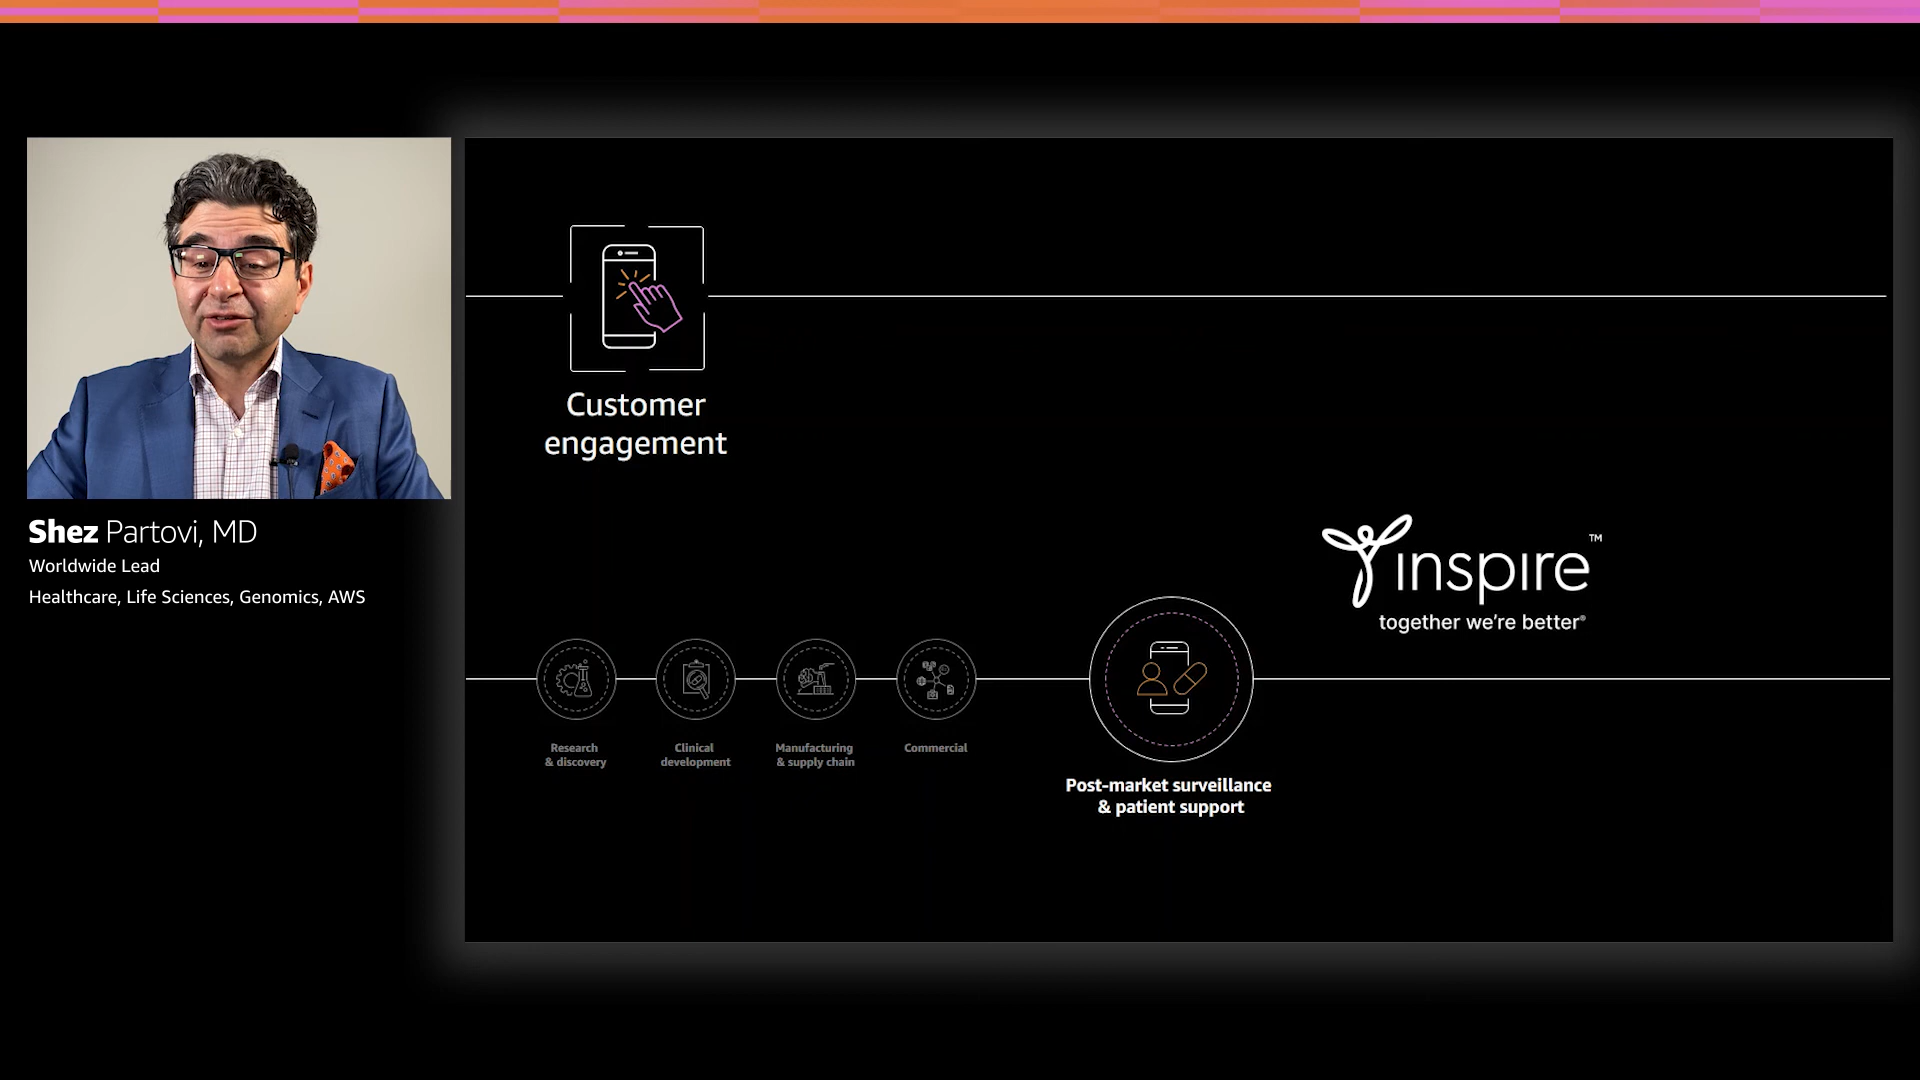 Shez Partovi, MD
Worldwide Lead
Healthcare, Life Sciences, Genomics, AWS
Customer
engagement
inspire™
together we're better®
Research
& discovery
Clinical
development
Manufacturing
& supply chain
Commercial
Post-market surveillance
& patient support